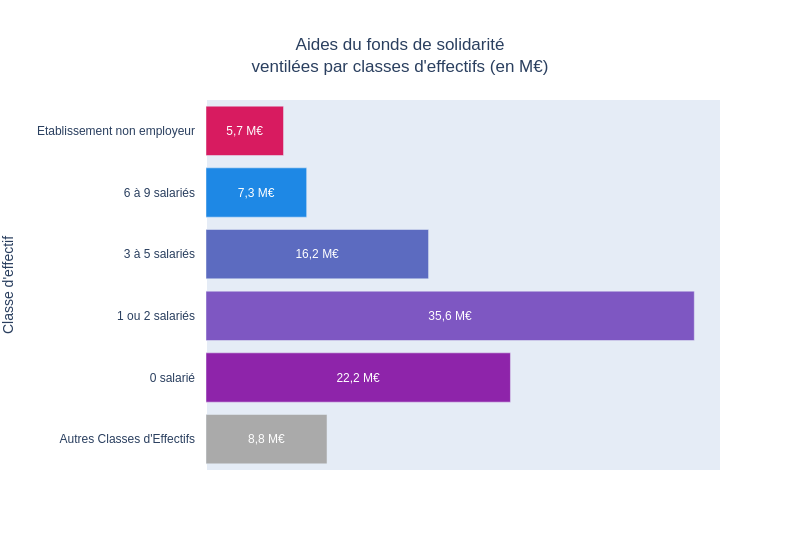 Aides du fonds de solidarité
ventilées par classes d'effectifs (en M€)
Classe d'effectif
Etablissement non employeur
5,7 M€
6 à 9 salariés
7,3 M€
3 à 5 salariés
16,2 M€
1 ou 2 salariés
35,6 M€
0 salarié
22,2 M€
Autres Classes d'Effectifs
8,8 M€